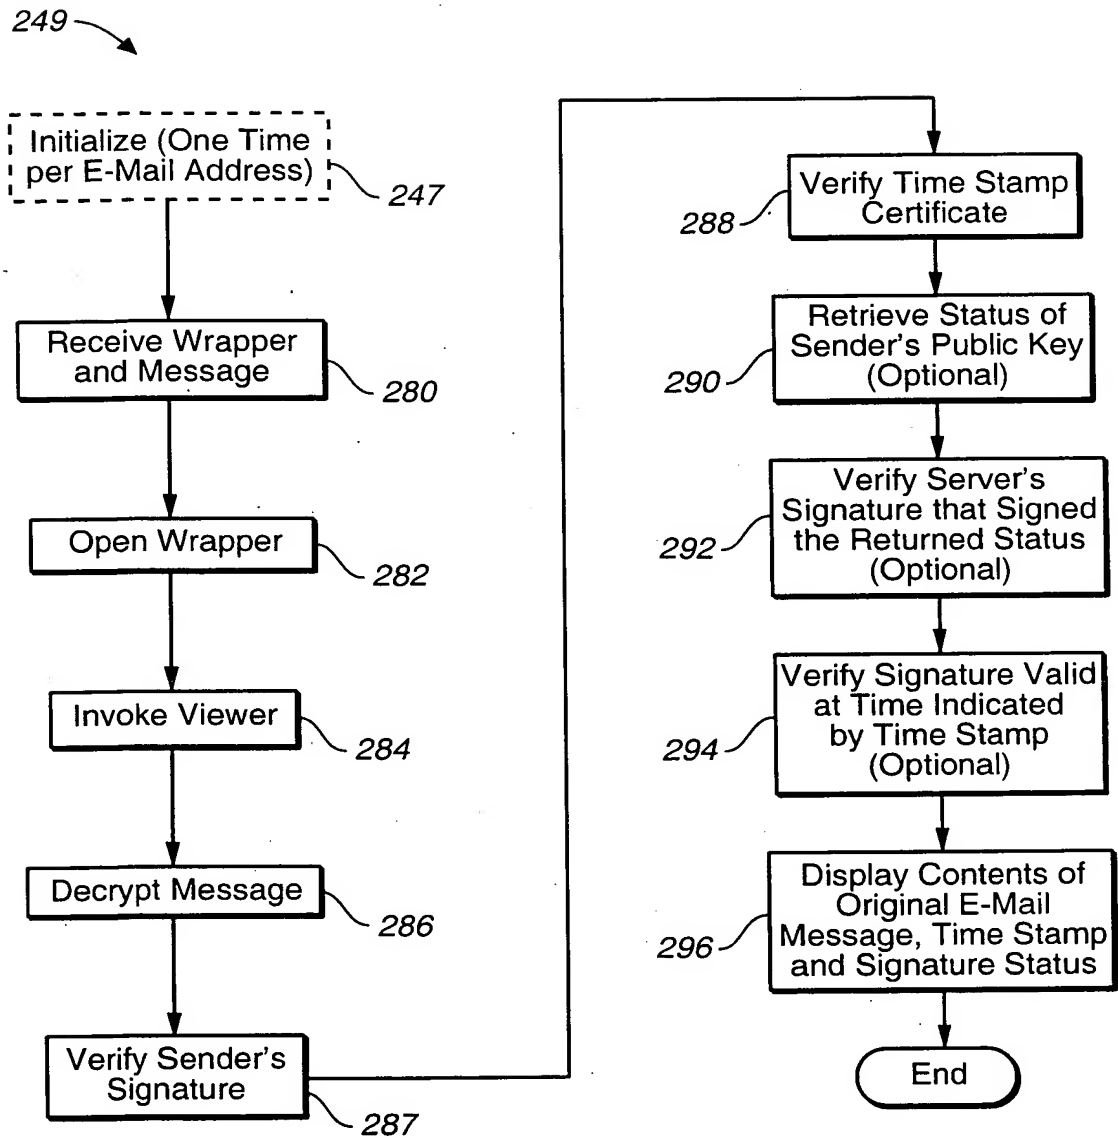 249
Initialize (One Time
per E-Mail Address)
247
Receive Wrapper
and Message
280
Open Wrapper
282
Invoke Viewer
284
Decrypt Message
286
Verify Sender's
Signature
287
Verify Time Stamp
Certificate
288
Retrieve Status of
Sender's Public Key
(Optional)
290
Verify Server's
Signature that Signed
the Returned Status
(Optional)
292
Verify Signature Valid
at Time Indicated
by Time Stamp
(Optional)
294
Display Contents of
Original E-Mail
Message, Time Stamp
and Signature Status
296
End